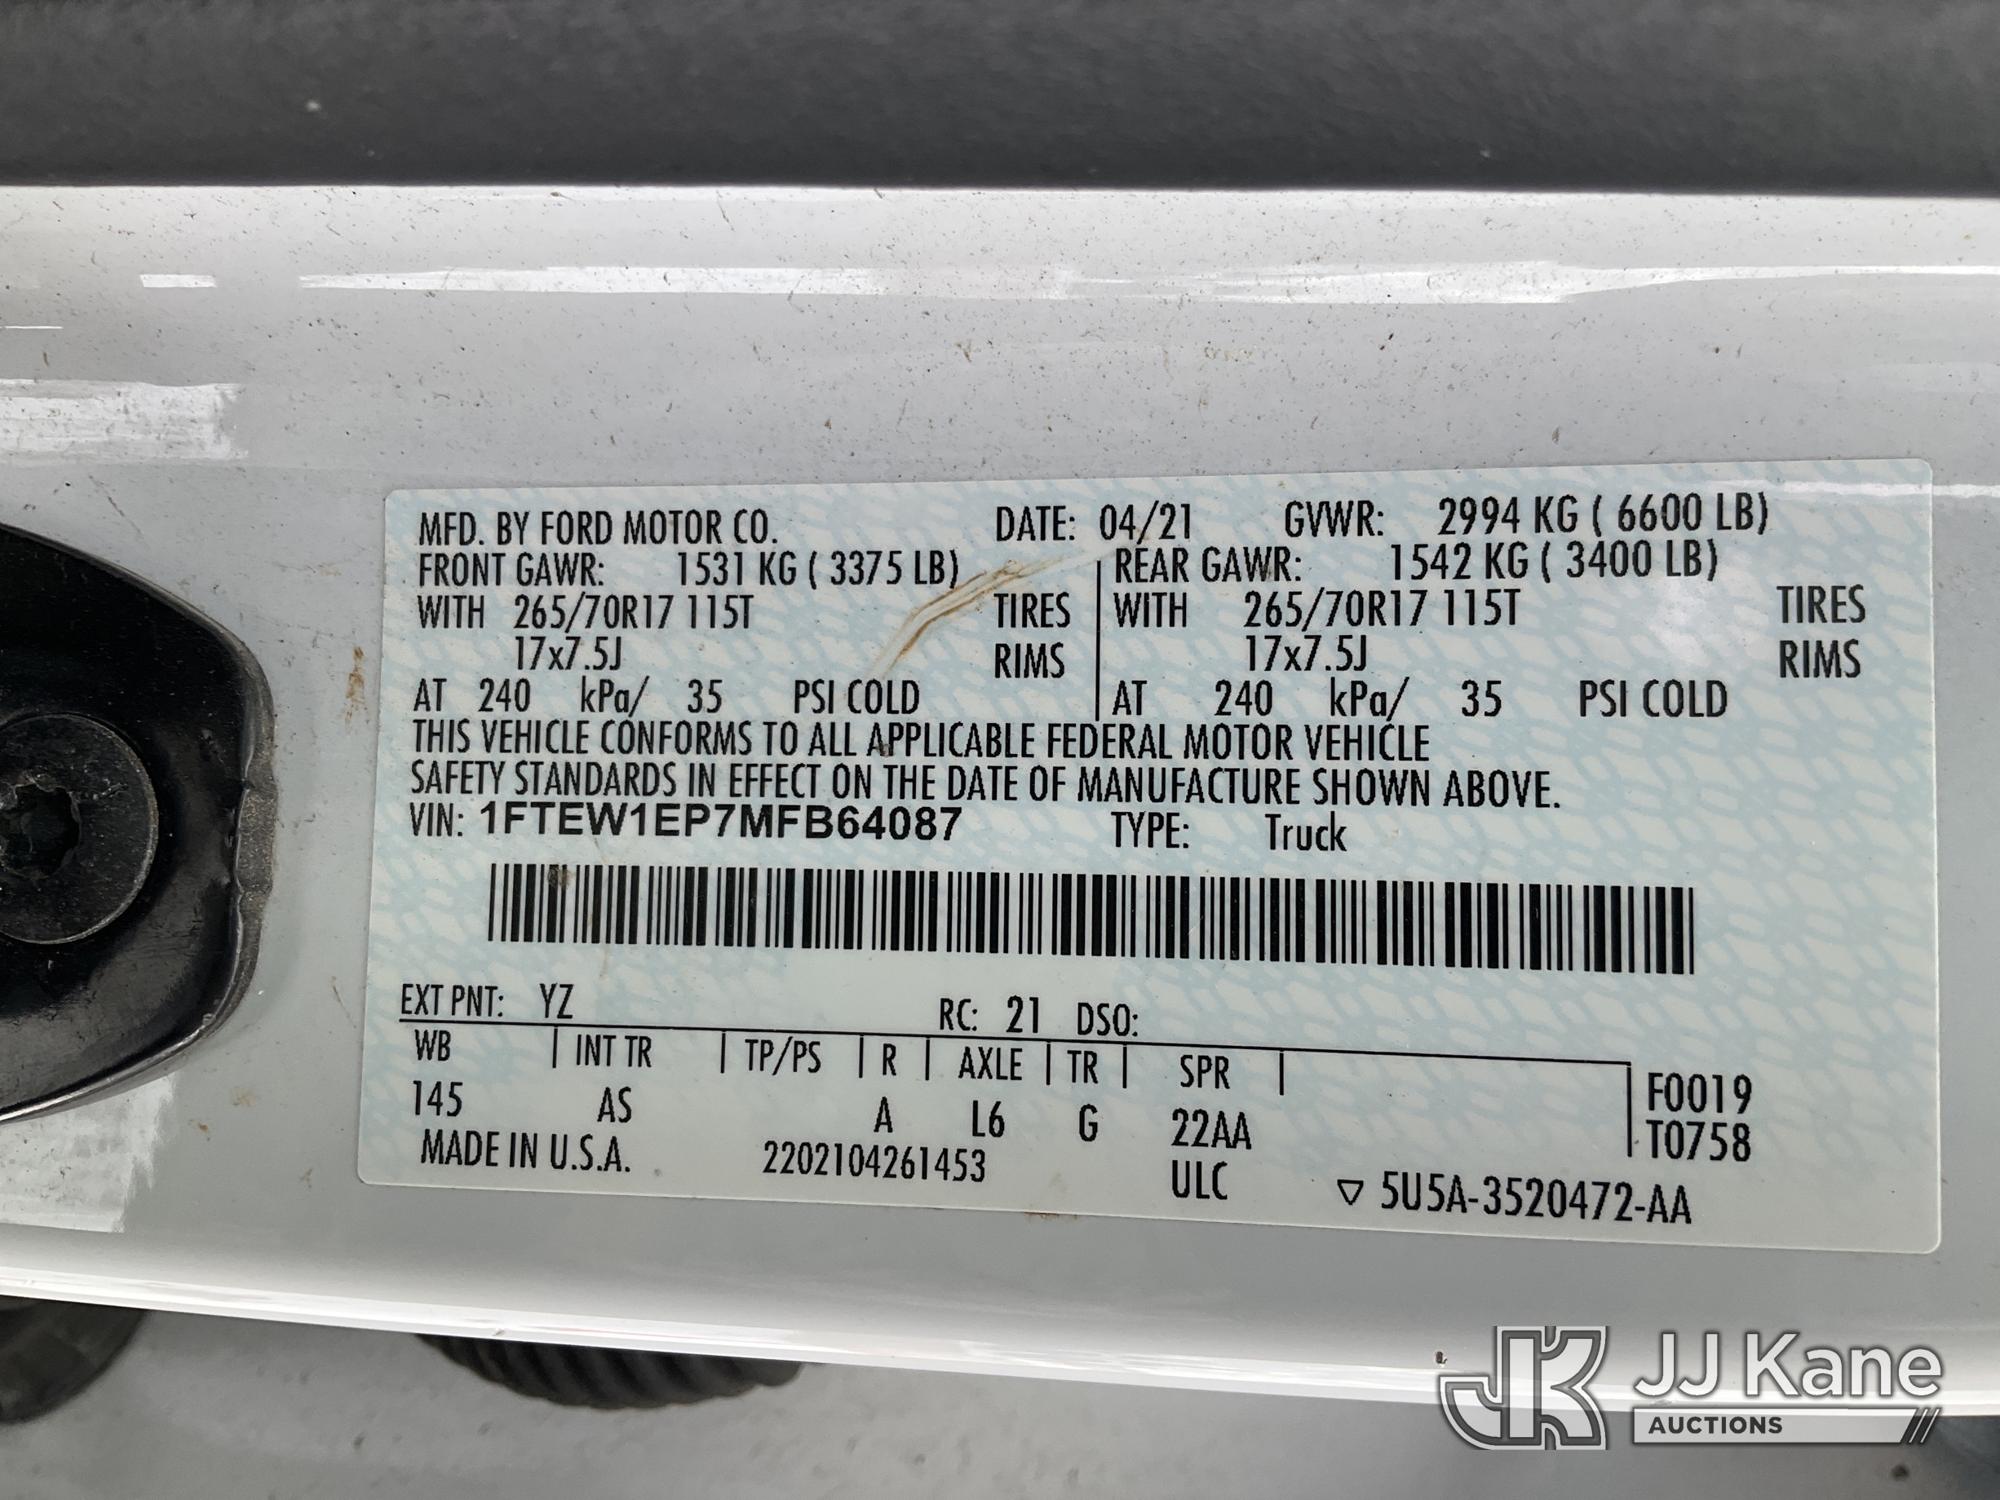 MFD. BY FORD MOTOR CO. DATE: 04/21 GVWR: 2994 KG ( 6600 LB)
FRONT GAWR: 1531 KG ( 3375 LB) REAR GAWR: 1542 KG ( 3400 LB)
WITH 265/70R17 115T TIRES WITH 265/70R17 115T TIRES
17x7.5J RIMS 17x7.5J RIMS
AT 240 kPa/ 35 PSI COLD AT 240 kPa/ 35 PSI COLD
THIS VEHICLE CONFORMS TO ALL APPLICABLE FEDERAL MOTOR VEHICLE
SAFETY STANDARDS IN EFFECT ON THE DATE OF MANUFACTURE SHOWN ABOVE.
VIN: 1FTEW1EP7MFB64087 TYPE: Truck
EXT PNT: YZ RC: 21 DSO:
WB INT TR TP/PS R AXLE TR SPR F0019
145 AS A L6 G 22AA T0758
MADE IN U.S.A. 2202104261453 ULC ▽ 5U5A-3520472-AA
JK JJ Kane
AUCTIONS